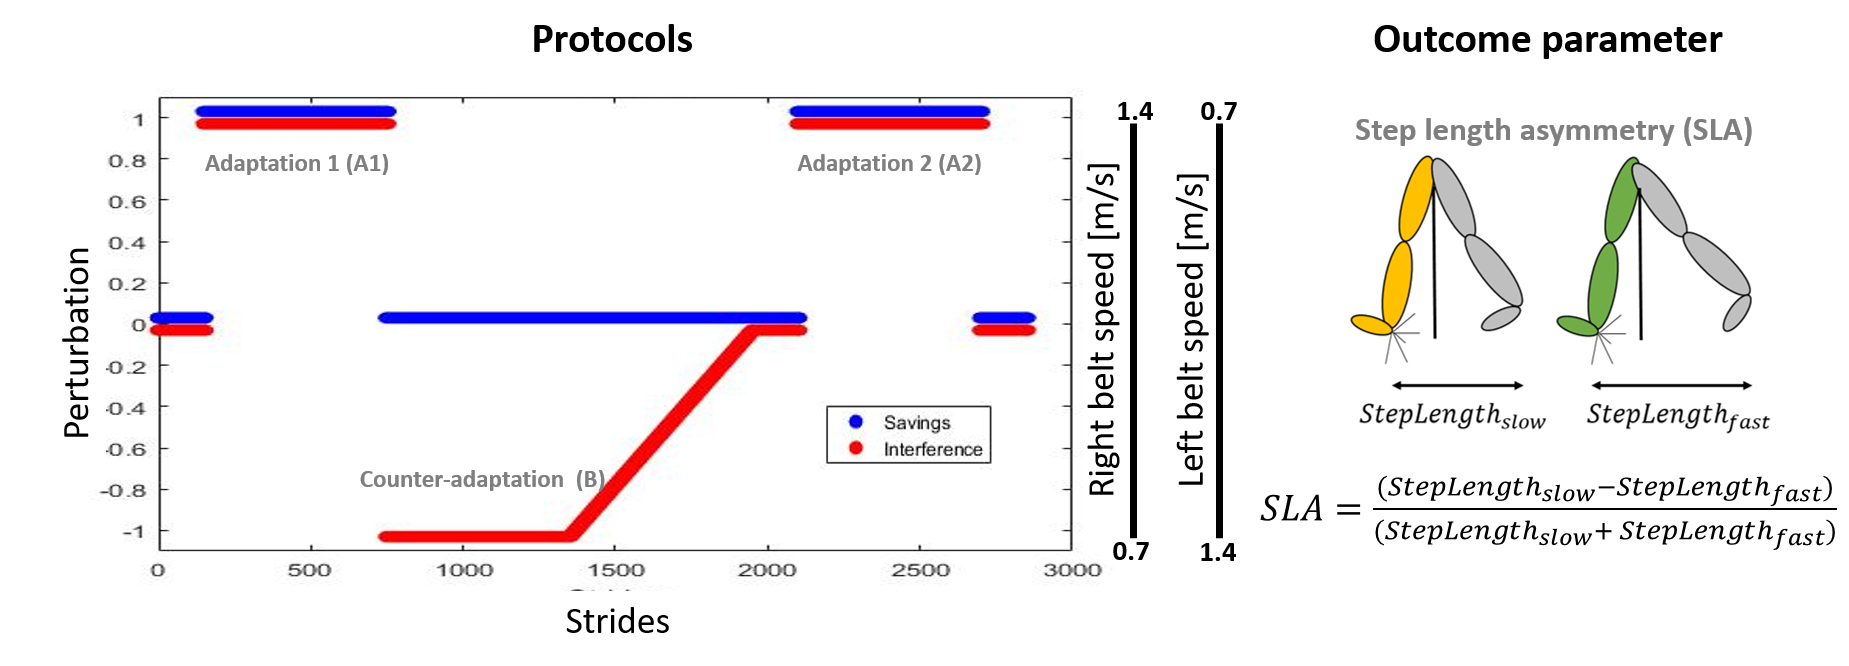 Protocols
Outcome parameter
1
0.8
0.6
0.4
0.2
0
-0.2
-0.4
-0.6
-0.8
-1
Perturbation
Adaptation 1 (A1)
Adaptation 2 (A2)
Counter-adaptation (B)
Savings
Interference
0 500 1000 1500 2000 2500 3000
Strides
1.4
Right belt speed [m/s]
0.7
0.7
Left belt speed [m/s]
1.4
Step length asymmetry (SLA)
StepLength_slow StepLength_fast
SLA = (StepLength_slow−StepLength_fast) / (StepLength_slow+ StepLength_fast)